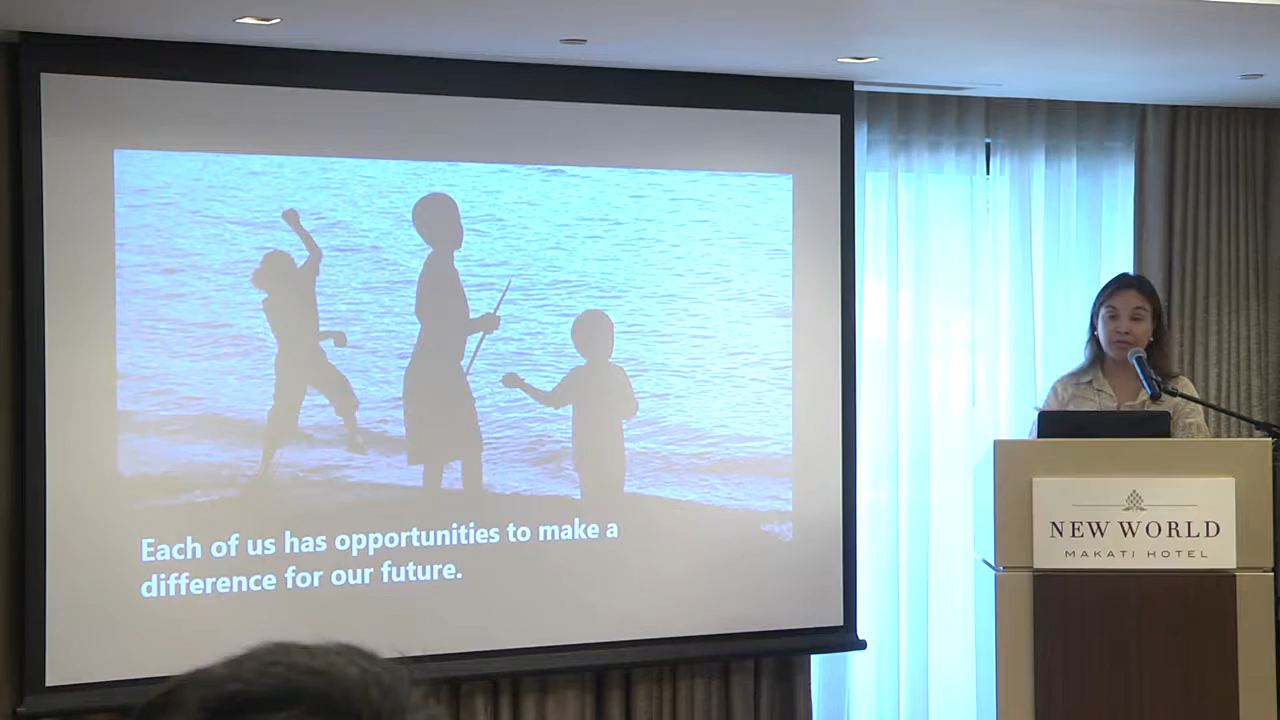 Each of us has opportunities to make a
difference for our future.
NEW WORLD
MAKATI HOTEL